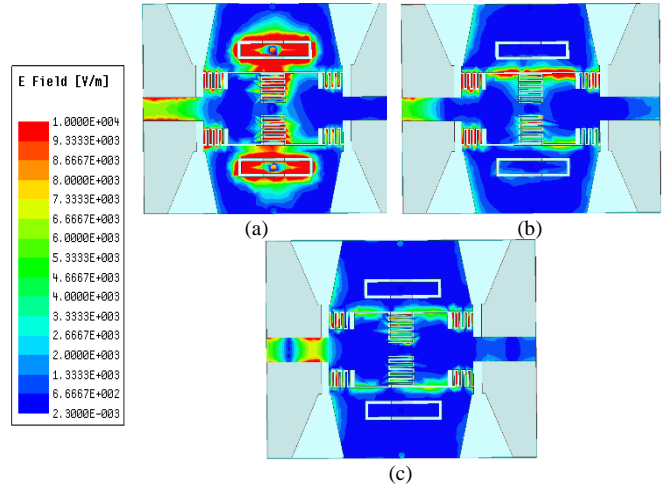 E Field [V/m]
1.0000E+004
9.3333E+003
8.6667E+003
8.0000E+003
7.3333E+003
6.6667E+003
6.0000E+003
5.3333E+003
4.6667E+003
4.0000E+003
3.3333E+003
2.6667E+003
2.0000E+003
1.3333E+003
6.6667E+002
2.3000E-003
(a)
(b)
(c)